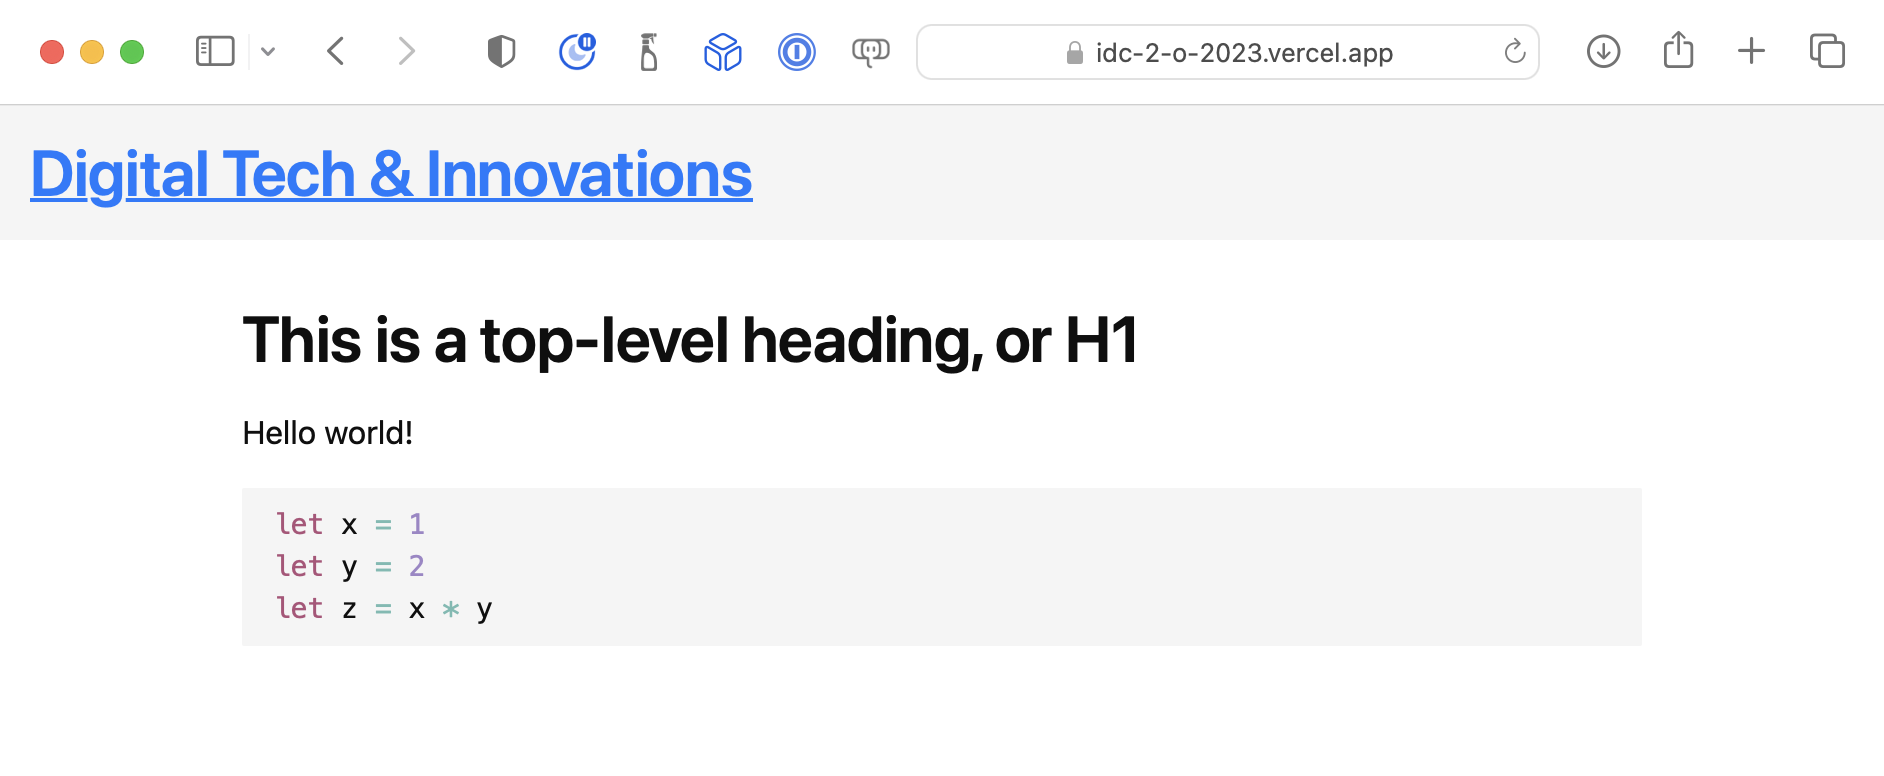 idc-2-o-2023.vercel.app
Digital Tech & Innovations
This is a top-level heading, or H1
Hello world!
let x = 1
let y = 2
let z = x * y